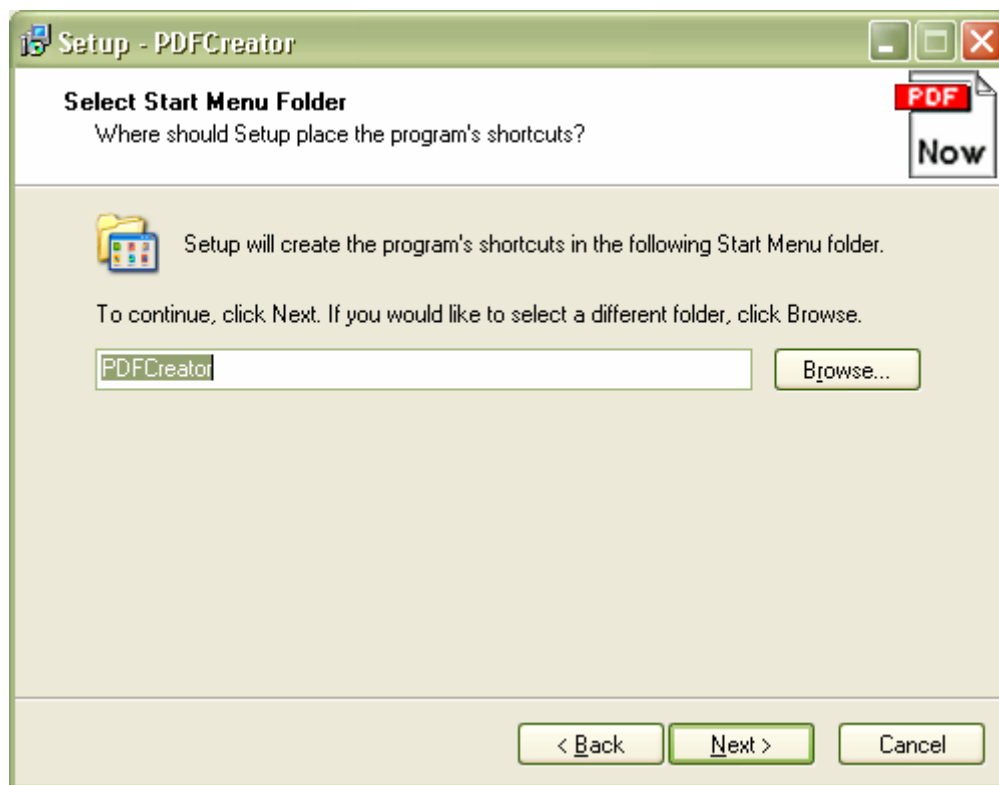 Setup - PDFCreator
Select Start Menu Folder
Where should Setup place the program's shortcuts?
PDF
Now
Setup will create the program's shortcuts in the following Start Menu folder.
To continue, click Next. If you would like to select a different folder, click Browse.
PDFCreator
Browse...
< Back
Next >
Cancel